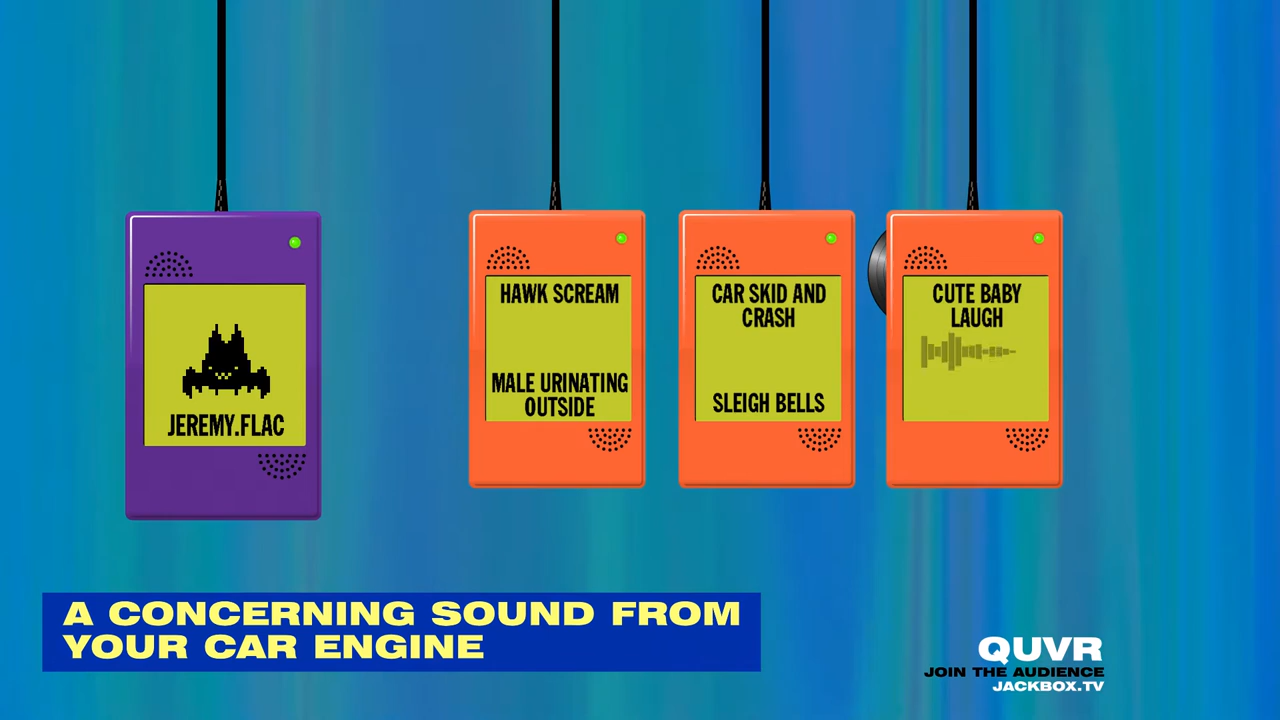 JEREMY.FLAC
HAWK SCREAM
MALE URINATING
OUTSIDE
CAR SKID AND
CRASH
SLEIGH BELLS
CUTE BABY
LAUGH
A CONCERNING SOUND FROM
YOUR CAR ENGINE
QUVR
JOIN THE AUDIENCE
JACKBOX.TV